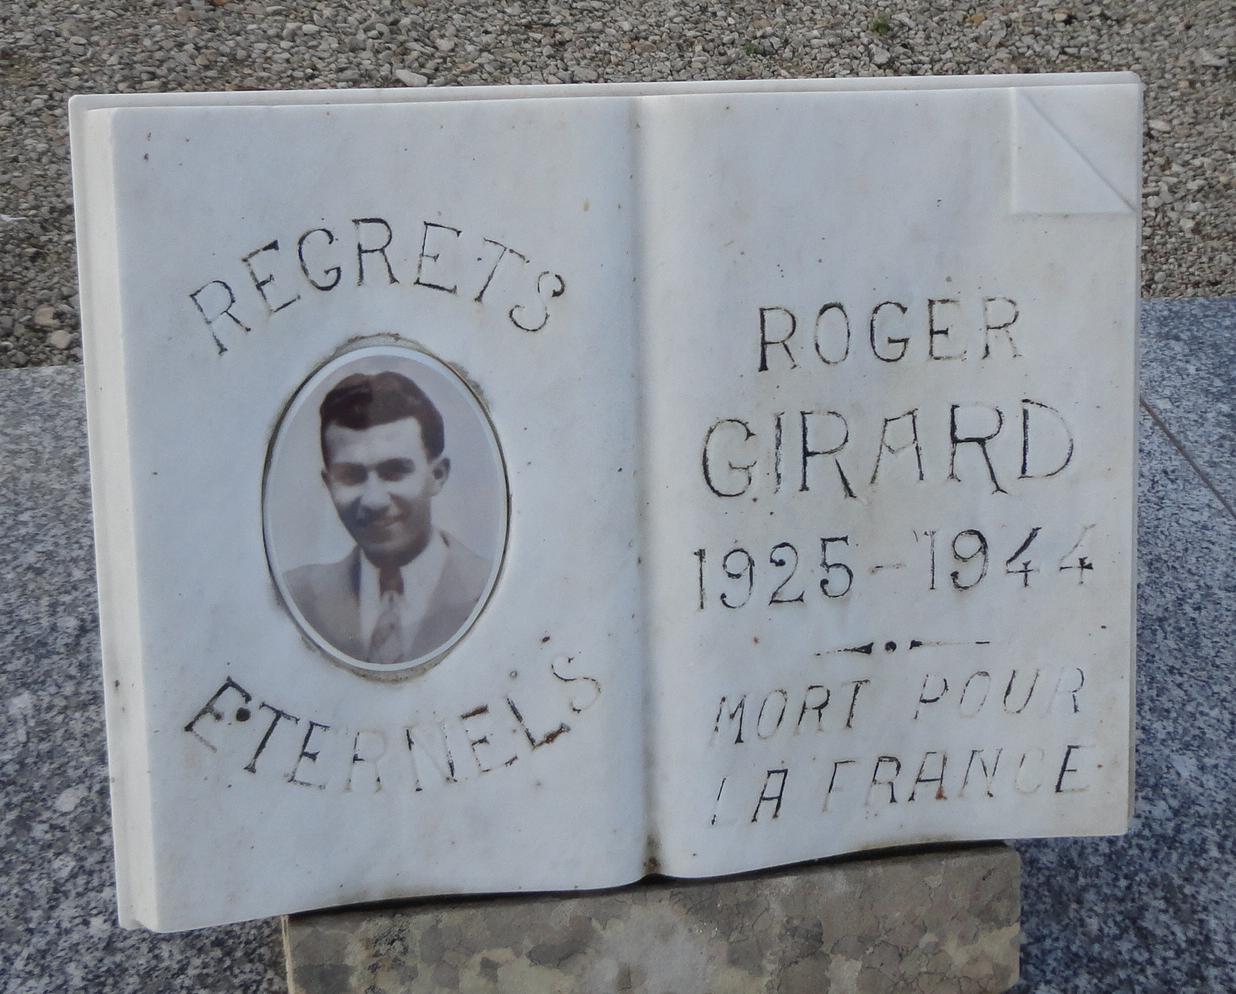 REGRETS
ETERNELS
ROGER
GIRARD
1925-1944
MORT POUR
LA FRANCE